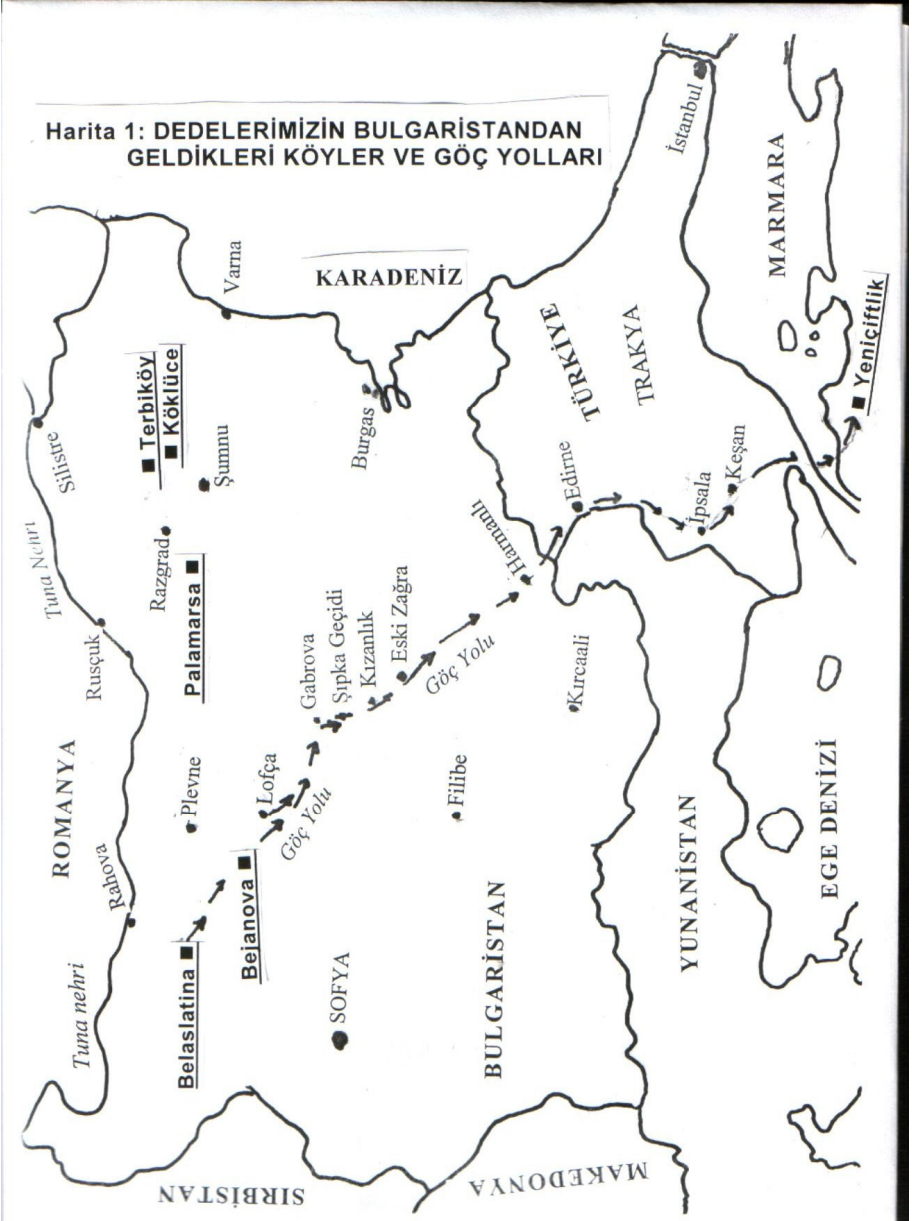 Harita 1: DEDELERİMİZİN BULGARİSTANDAN
GELDİKLERİ KÖYLER VE GÖÇ YOLLARI
KARADENİZ
ROMANYA
Tuna nehri
Rahova
Rusçuk
Tuna Nehri
Silistre
Belaslatina
Plevne
Palamarsa
Razgrad
Terbiköy
Köklüce
Şumnu
Varna
Bejanova
Lofça
Göç Yolu
Gabrova
Şıpka Geçidi
Kızanlık
Eski Zağra
Burgas
SOFYA
Filibe
Göç Yolu
Harmanlı
Kırcaali
BULGARİSTAN
SIRBİSTAN
MAKEDONYA
YUNANİSTAN
EGE DENİZİ
Edirne
İpsala
Keşan
TÜRKİYE
TRAKYA
İstanbul
MARMARA
Yeniçiftlik